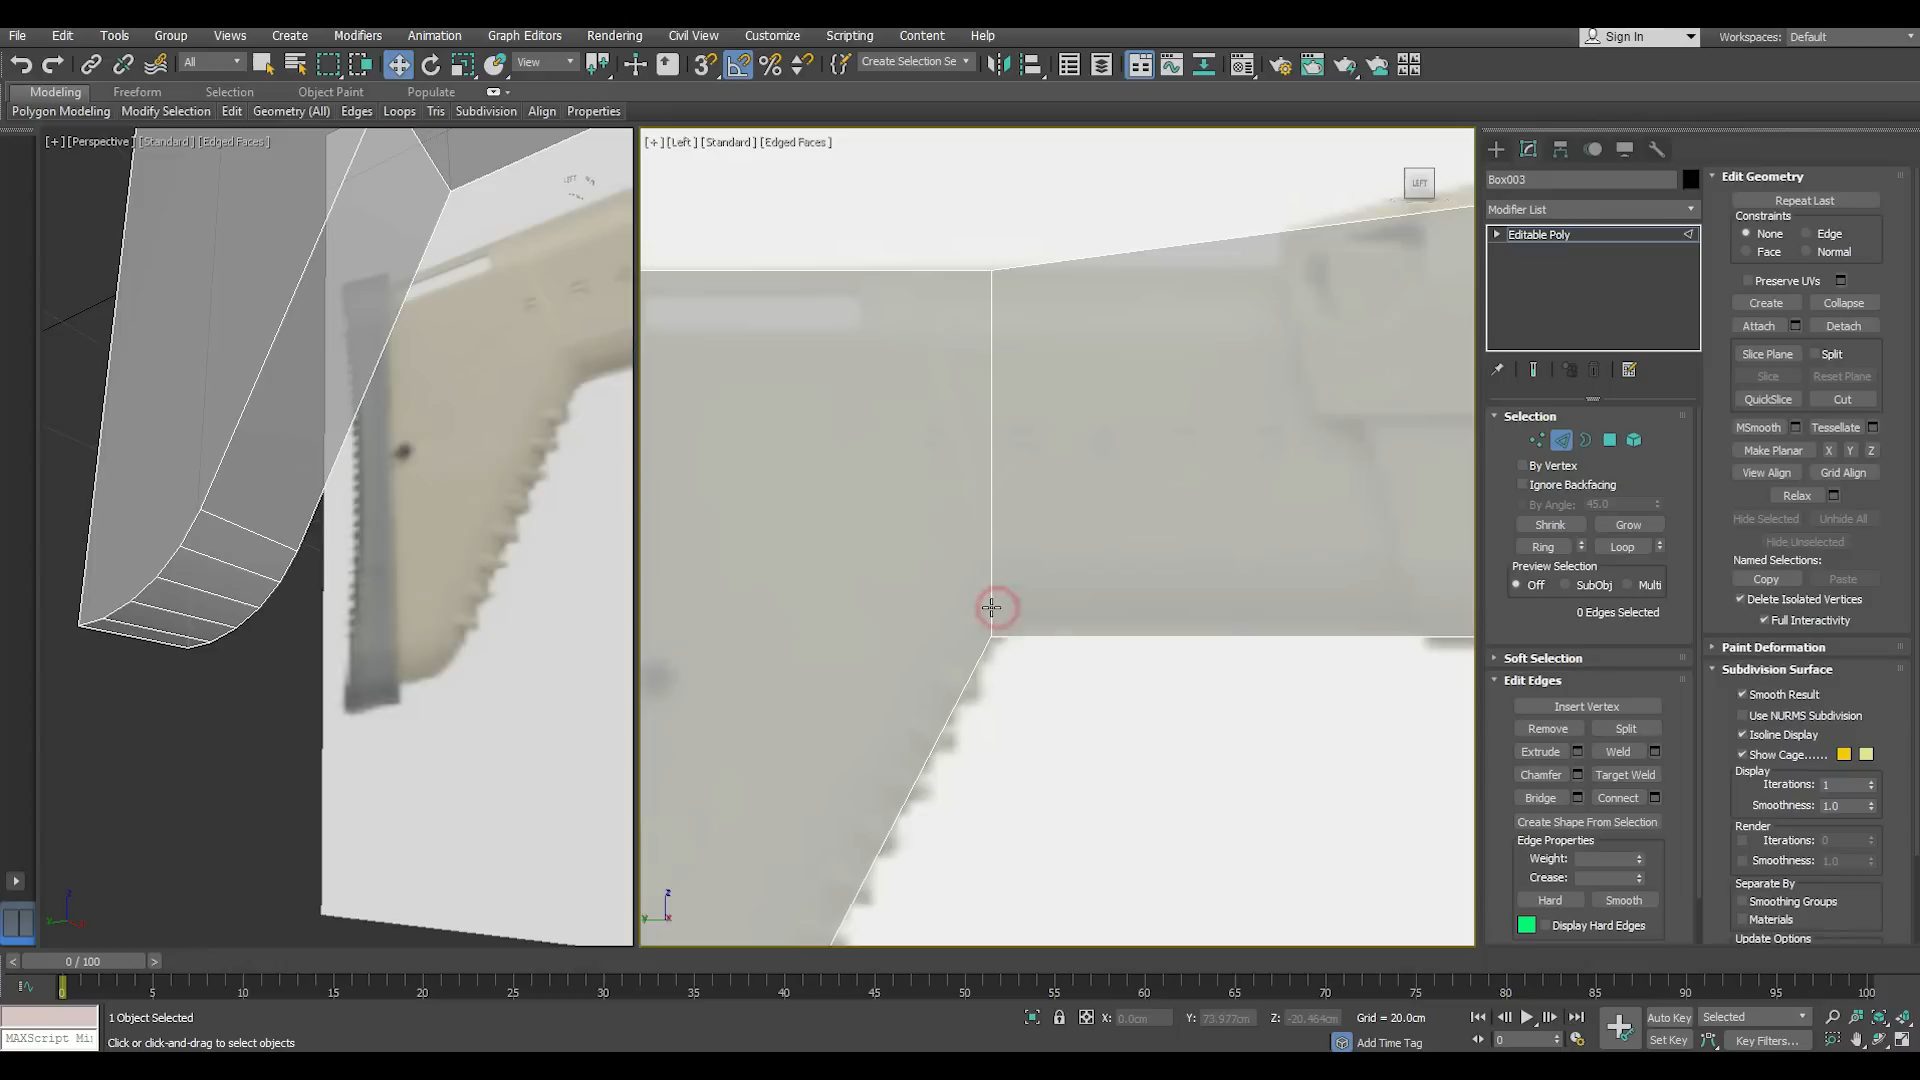 File Edit Tools Group Views Create Modifiers Animation Graph Editors Rendering Civil View Customize Scripting Content Help Sign In Workspaces: Default
All View Create Selection Se
Modeling Freeform Selection Object Paint Populate
Polygon Modeling Modify Selection Edit Geometry (All) Edges Loops Tris Subdivision Align Properties
[+] [Perspective] [Standard] [Edged Faces]
[+] [Left] [Standard] [Edged Faces]
LEFT
LEFT
Box003
Modifier List
Editable Poly
Selection
By Vertex
Ignore Backfacing
By Angle: 45.0
Shrink Grow
Ring Loop
Preview Selection
Off SubObj Multi
0 Edges Selected
Soft Selection
Edit Edges
Insert Vertex
Remove Split
Extrude Weld
Chamfer Target Weld
Bridge Connect
Create Shape From Selection
Edge Properties
Weight:
Crease:
Hard Smooth
Display Hard Edges
Edit Geometry
Repeat Last
Constraints
None Edge
Face Normal
Preserve UVs
Create Collapse
Attach Detach
Slice Plane Split
Slice Reset Plane
QuickSlice Cut
MSmooth Tessellate
Make Planar X Y Z
View Align Grid Align
Relax
Hide Selected Unhide All
Hide Unselected
Named Selections:
Copy Paste
Delete Isolated Vertices
Full Interactivity
Paint Deformation
Subdivision Surface
Smooth Result
Use NURMS Subdivision
Isoline Display
Show Cage......
Display
Iterations: 1
Smoothness: 1.0
Render
Iterations: 0
Smoothness: 1.0
Separate By
Smoothing Groups
Materials
Update Options
z
y x
z
y x
< 0 / 100 >
0 5 10 15 20 25 30 35 40 45 50 55 60 65 70 75 80 85 90 95 100
1 Object Selected X: 0.0cm Y: 73.977cm Z: -20.464cm Grid = 20.0cm Auto Key Selected
MAXScript Mi Click or click-and-drag to select objects Add Time Tag 0 Set Key Key Filters...